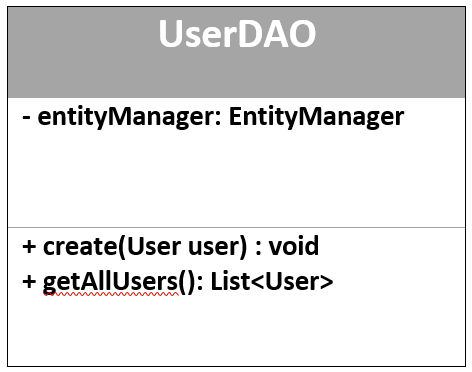 UserDAO
- entityManager: EntityManager
+ create(User user) : void
+ getAllUsers(): List<User>